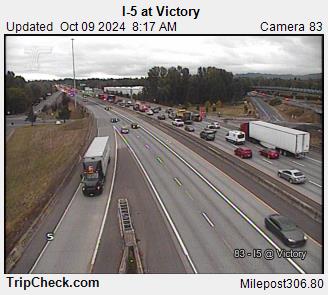 I-5 at Victory
Updated Oct 09 2024 8:17 AM
Camera 83
S
83 - I5 @ Victory
TripCheck.com
Milepost306.80